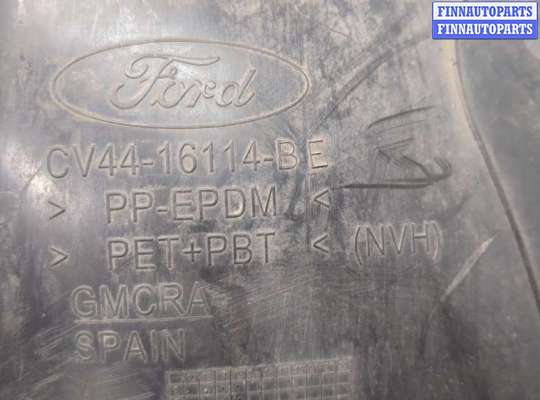 FINNAUTOPARTS
FINNAUTOPARTS
Ford
CV44-16114-BE
> PP-EPDM <
> PET+PBT < (NVH)
GMCRA
SPAIN